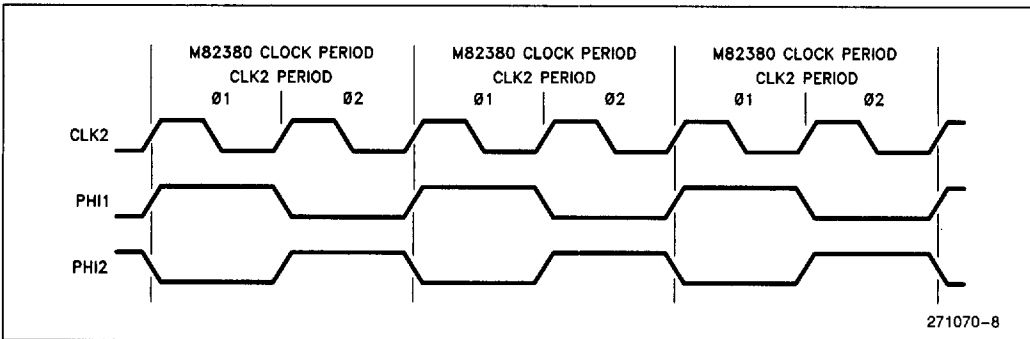 M82380 CLOCK PERIOD M82380 CLOCK PERIOD M82380 CLOCK PERIOD
CLK2 PERIOD CLK2 PERIOD CLK2 PERIOD
Ø1 Ø2 Ø1 Ø2 Ø1 Ø2
CLK2
PHI1
PHI2
271070-8